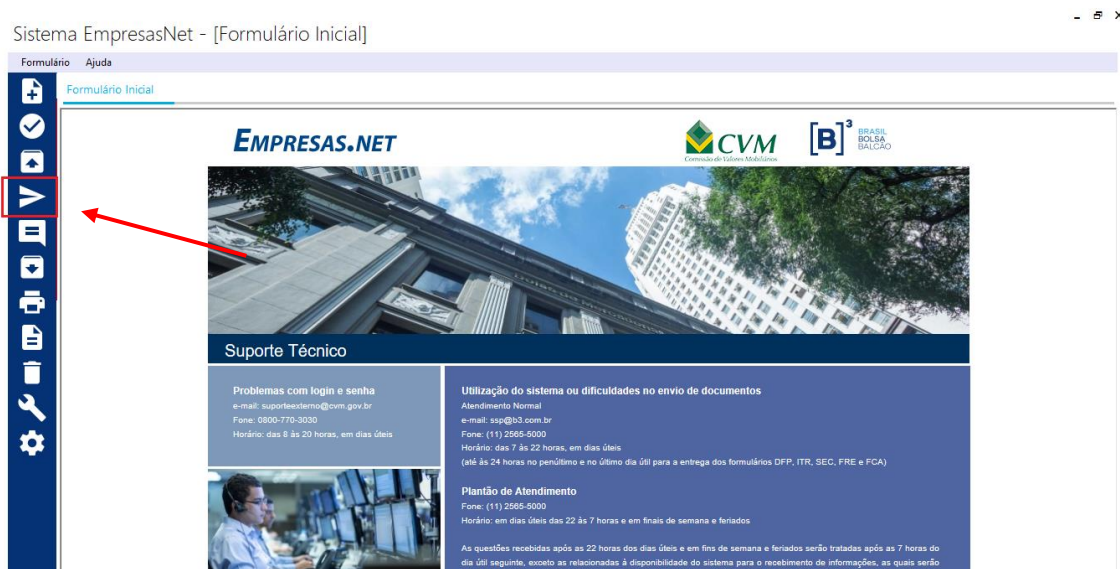 Sistema EmpresasNet - [Formulário Inicial]
Formulário Ajuda
Formulário Inicial
EMPRESAS.NET
CVM
Comissão de Valores Mobiliários
[B]³ BRASIL
BOLSA
BALCÃO
Suporte Técnico
Problemas com login e senha
e-mail: suporteexterno@cvm.gov.br
Fone: 0800-770-3030
Horário: das 8 às 20 horas, em dias úteis
Utilização do sistema ou dificuldades no envio de documentos
Atendimento Normal
e-mail: ssp@b3.com.br
Fone: (11) 2565-5000
Horário: das 7 às 22 horas, em dias úteis
(até às 24 horas no penúltimo e no último dia útil para a entrega dos formulários DFP, ITR, SEC, FRE e FCA)
Plantão de Atendimento
Fone: (11) 2565-5000
Horário: em dias úteis das 22 às 7 horas e em finais de semana e feriados
As questões recebidas após as 22 horas dos dias úteis e em fins de semana e feriados serão tratadas após as 7 horas do
dia útil seguinte, exceto as relacionadas à disponibilidade do sistema para o recebimento de informações, as quais serão